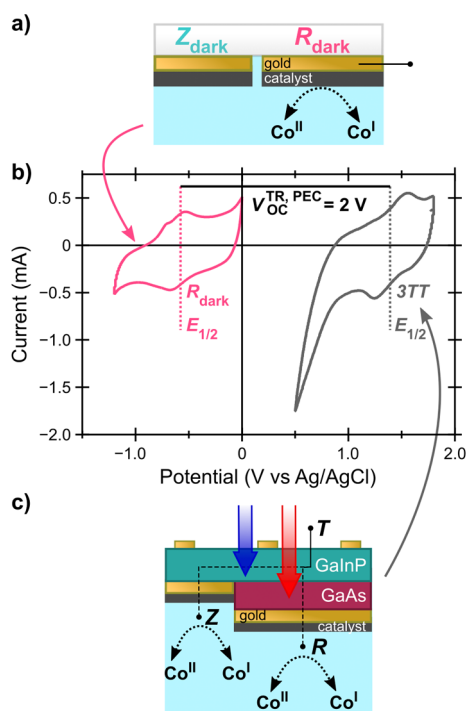 a)
Z_dark R_dark
gold
catalyst
Co^II Co^I
b)
V_OC^TR, PEC = 2 V
0.5
0
−0.5
−1.0
−1.5
−2.0
Current (mA)
R_dark
E_1/2
3TT
E_1/2
−1.0 0 1.0 2.0
Potential (V vs Ag/AgCl)
c)
T
GaInP
GaAs
gold
catalyst
Z
R
Co^II Co^I
Co^II Co^I